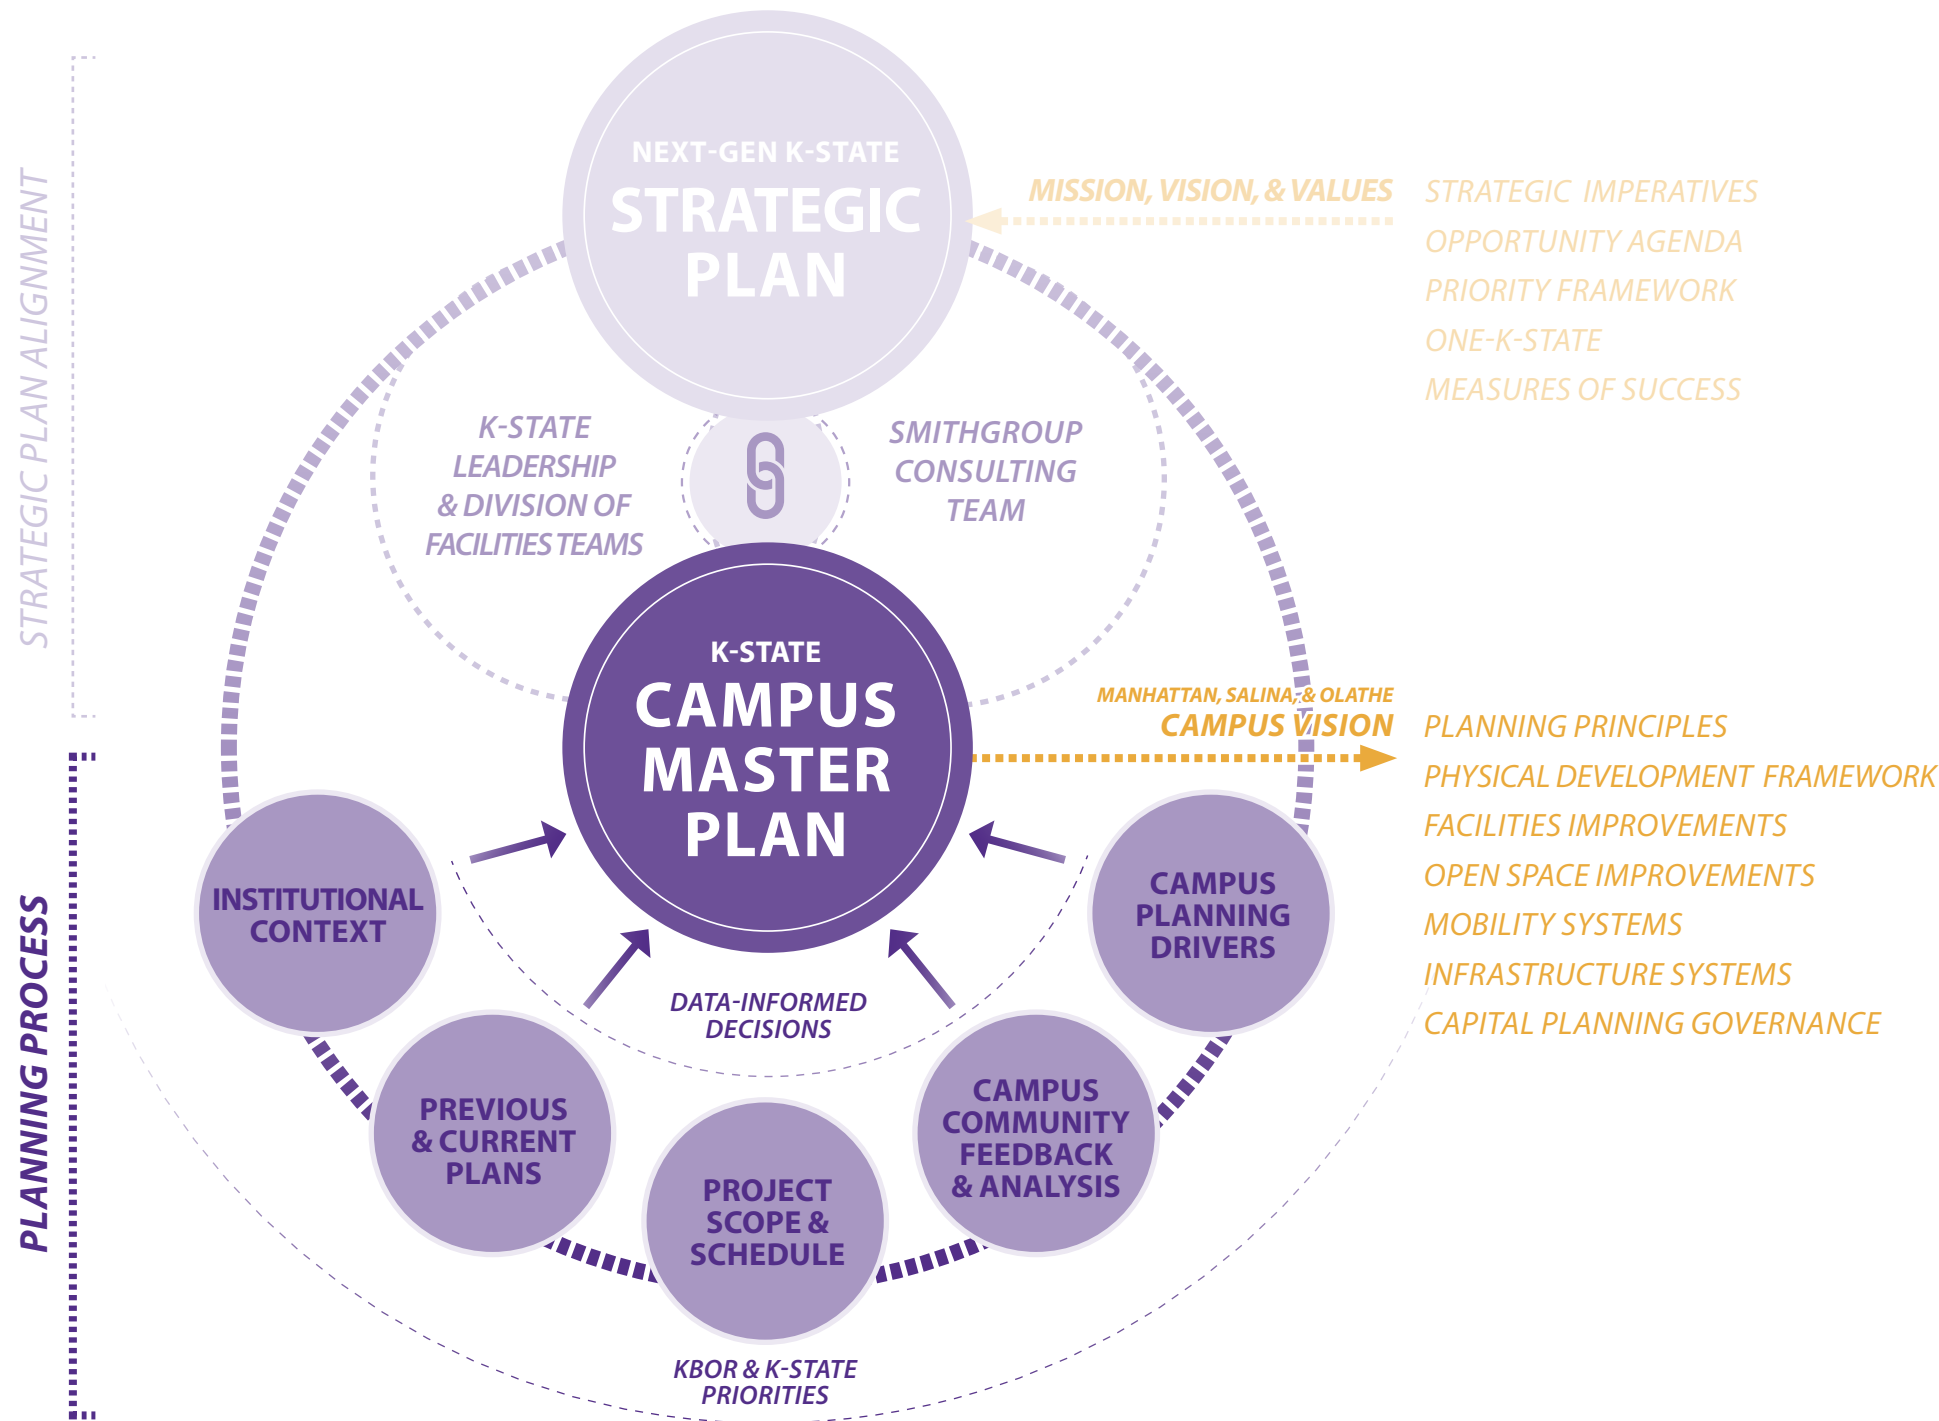 STRATEGIC PLAN ALIGNMENT
NEXT-GEN K-STATE
STRATEGIC
PLAN
MISSION, VISION, & VALUES
STRATEGIC IMPERATIVES
OPPORTUNITY AGENDA
PRIORITY FRAMEWORK
ONE-K-STATE
MEASURES OF SUCCESS
K-STATE
LEADERSHIP
& DIVISION OF
FACILITIES TEAMS
SMITHGROUP
CONSULTING
TEAM
K-STATE
CAMPUS
MASTER
PLAN
MANHATTAN, SALINA, & OLATHE
CAMPUS VISION
PLANNING PRINCIPLES
PHYSICAL DEVELOPMENT FRAMEWORK
FACILITIES IMPROVEMENTS
OPEN SPACE IMPROVEMENTS
MOBILITY SYSTEMS
INFRASTRUCTURE SYSTEMS
CAPITAL PLANNING GOVERNANCE
PLANNING PROCESS
INSTITUTIONAL
CONTEXT
PREVIOUS
& CURRENT
PLANS
PROJECT
SCOPE &
SCHEDULE
CAMPUS
COMMUNITY
FEEDBACK
& ANALYSIS
CAMPUS
PLANNING
DRIVERS
DATA-INFORMED
DECISIONS
KBOR & K-STATE
PRIORITIES